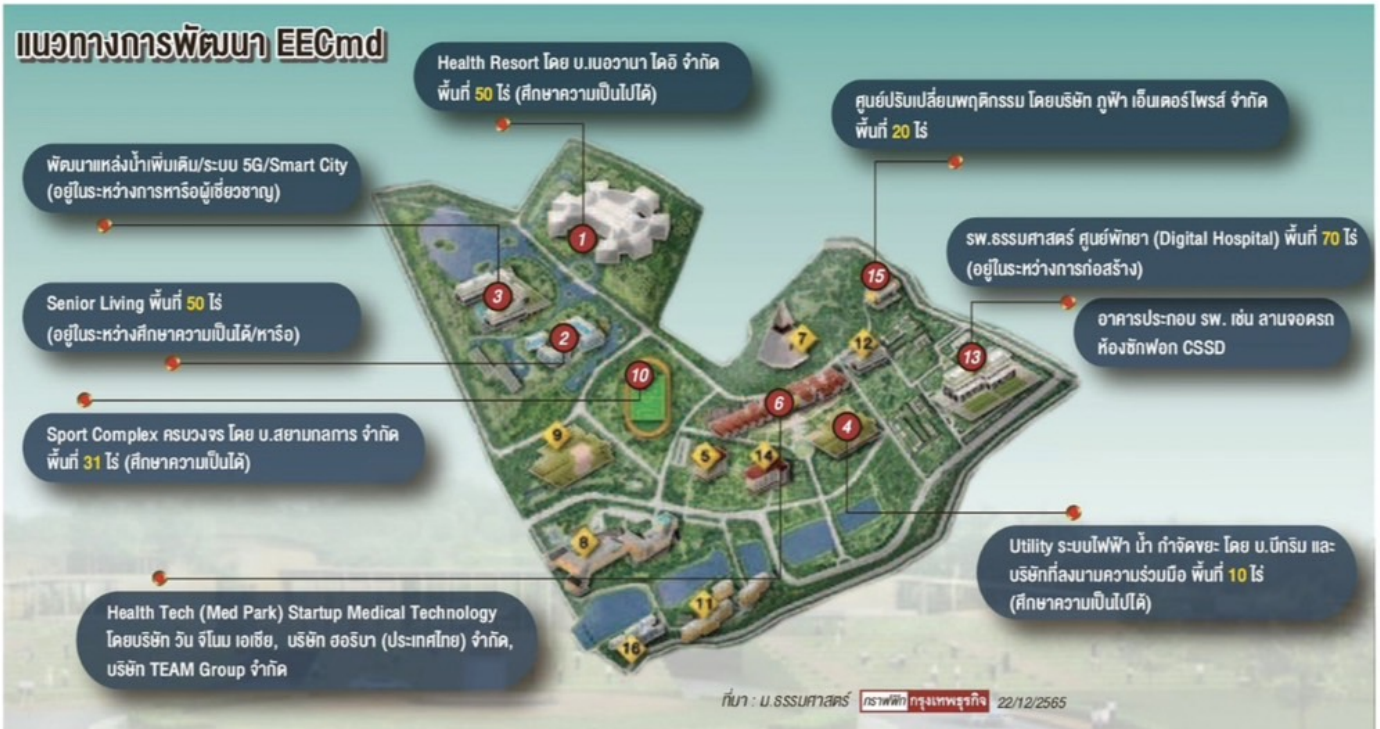 แนวทางการพัฒนา EECmd
Health Resort โดย บ.เนอวานา ไดอิ จำกัด
พื้นที่ 50 ไร่ (ศึกษาความเป็นไปได้)
ศูนย์ปรับเปลี่ยนพฤติกรรม โดยบริษัท ภูฟ้า เอ็นเตอร์ไพรส์ จำกัด
พื้นที่ 20 ไร่
พัฒนาแหล่งน้ำเพิ่มเติม/ระบบ 5G/Smart City
(อยู่ในระหว่างการหารือผู้เชี่ยวชาญ)
รพ.ธรรมศาสตร์ ศูนย์พัทยา (Digital Hospital) พื้นที่ 70 ไร่
(อยู่ในระหว่างการก่อสร้าง)
Senior Living พื้นที่ 50 ไร่
(อยู่ในระหว่างศึกษาความเป็นได้/หารือ)
อาคารประกอบ รพ. เช่น ลานจอดรถ
ห้องซักฟอก CSSD
Sport Complex ครบวงจร โดย บ.สยามกลการ จำกัด
พื้นที่ 31 ไร่ (ศึกษาความเป็นได้)
1
15
3
2
7
12
13
10
6
4
9
5
14
8
11
16
Utility ระบบไฟฟ้า น้ำ กำจัดขยะ โดย บ.บีกริม และ
บริษัทที่ลงนามความร่วมมือ พื้นที่ 10 ไร่
(ศึกษาความเป็นไปได้)
Health Tech (Med Park) Startup Medical Technology
โดยบริษัท วัน จีโนม เอเชีย, บริษัท ฮอริบา (ประเทศไทย) จำกัด,
บริษัท TEAM Group จำกัด
ที่มา : ม.ธรรมศาสตร์ กราฟฟิก กรุงเทพธุรกิจ 22/12/2565